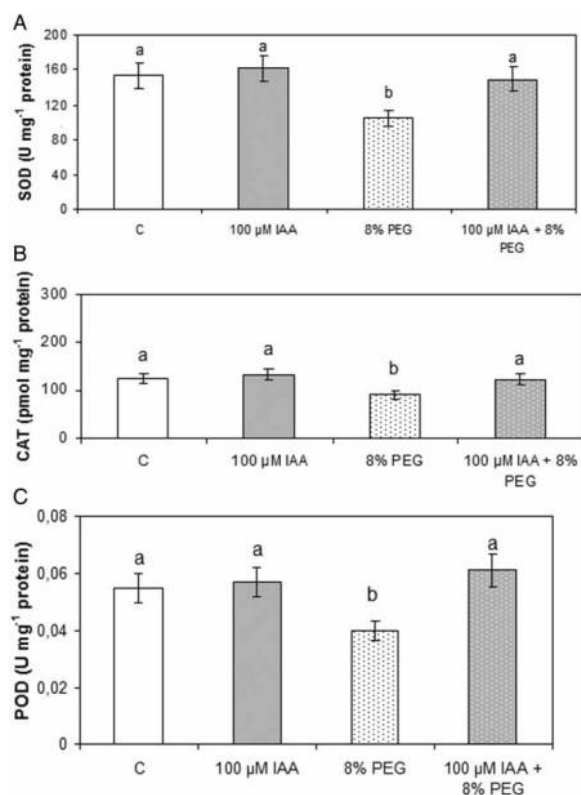 A
SOD (U mg⁻¹ protein)
200
160
120
80
40
0
a
a
b
a
C
100 µM IAA
8% PEG
100 µM IAA + 8%
PEG
B
CAT (pmol mg⁻¹ protein)
300
200
100
0
a
a
b
a
C
100 µM IAA
8% PEG
100 µM IAA + 8%
PEG
C
POD (U mg⁻¹ protein)
0,08
0,06
0,04
0,02
0
a
a
b
a
C
100 µM IAA
8% PEG
100 µM IAA +
8% PEG